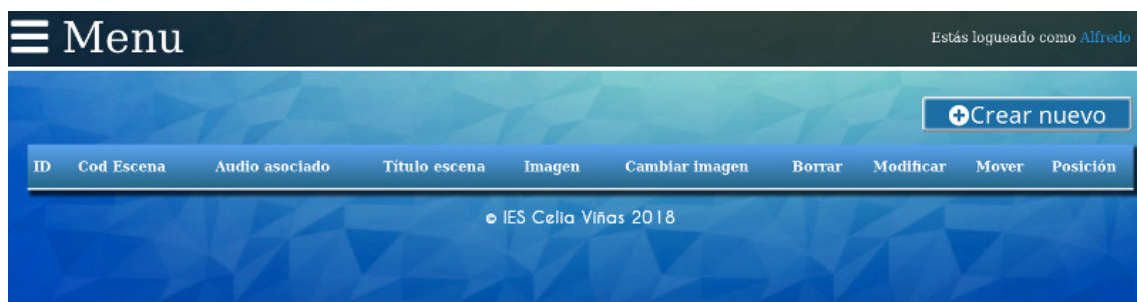 Menu
Estás logueado como Alfredo
Crear nuevo
ID Cod Escena Audio asociado Título escena Imagen Cambiar imagen Borrar Modificar Mover Posición
© IES Celia Viñas 2018